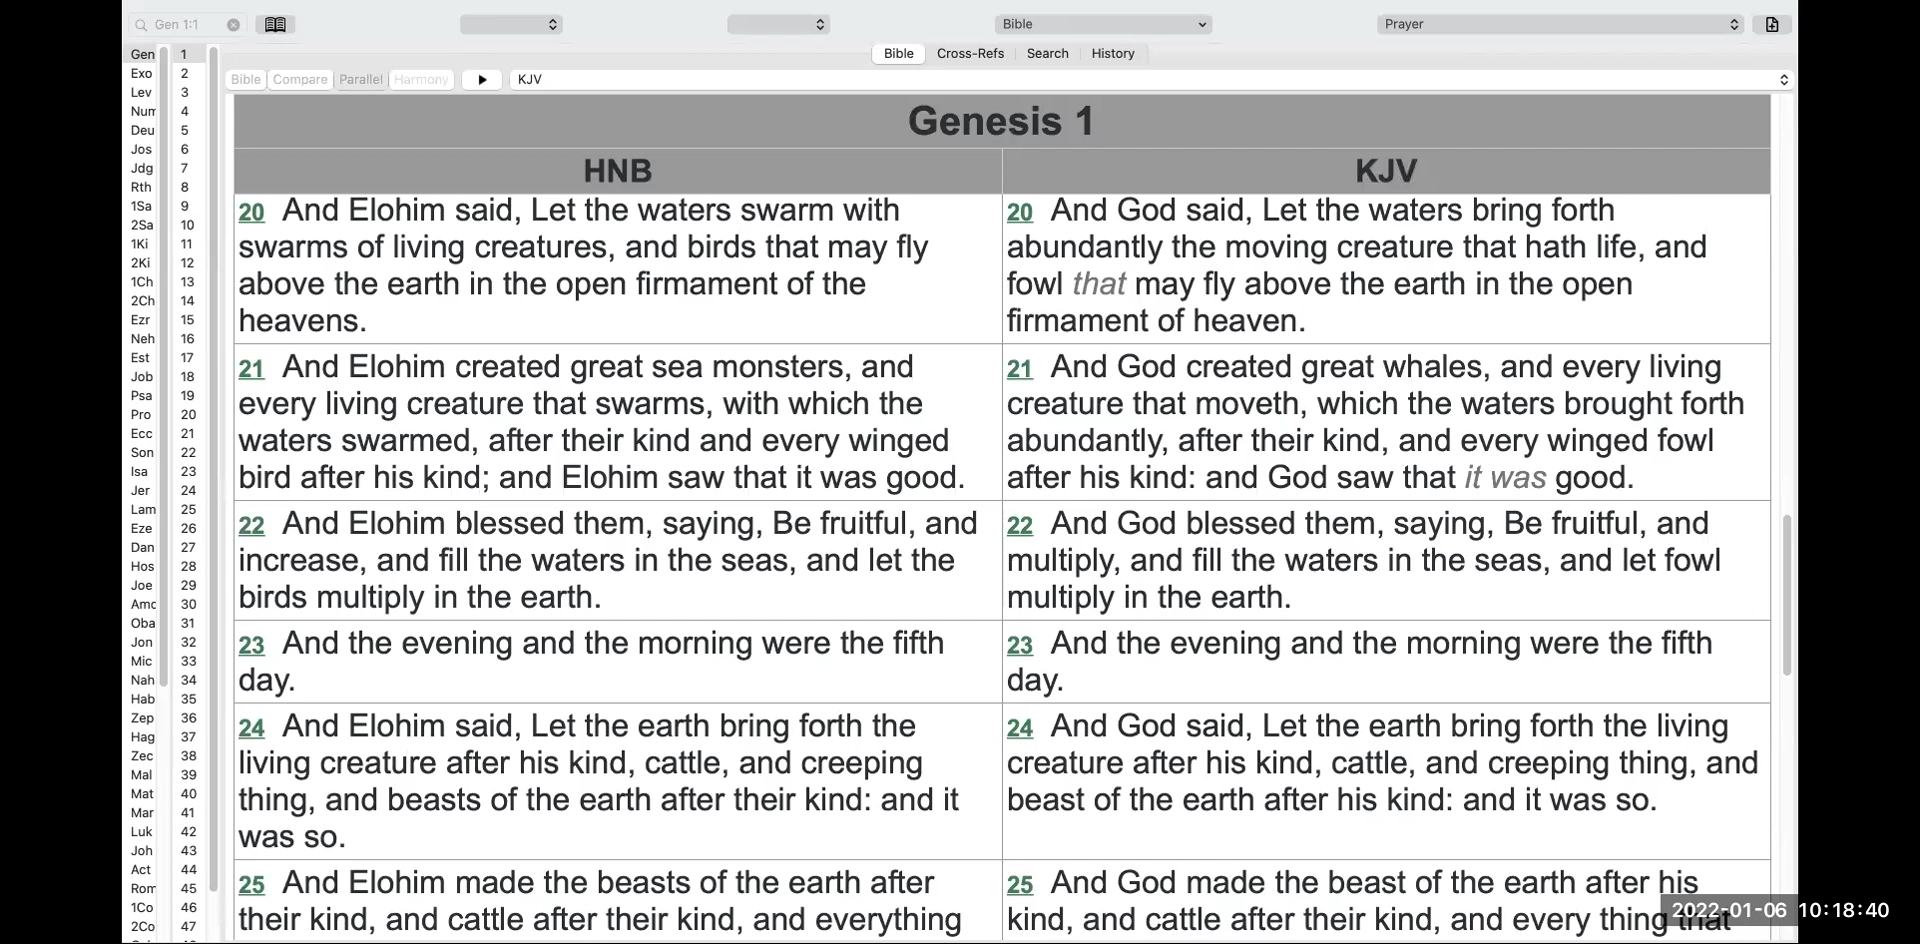 Gen 1:1
Bible
Prayer
Bible Cross-Refs Search History
Bible Compare Parallel Harmony KJV
Gen 1
Exo 2
Lev 3
Num 4
Deu 5
Jos 6
Jdg 7
Rth 8
1Sa 9
2Sa 10
1Ki 11
2Ki 12
1Ch 13
2Ch 14
Ezr 15
Neh 16
Est 17
Job 18
Psa 19
Pro 20
Ecc 21
Son 22
Isa 23
Jer 24
Lam 25
Eze 26
Dan 27
Hos 28
Joe 29
Amo 30
Oba 31
Jon 32
Mic 33
Nah 34
Hab 35
Zep 36
Hag 37
Zec 38
Mal 39
Mat 40
Mar 41
Luk 42
Joh 43
Act 44
Rom 45
1Co 46
2Co 47
Genesis 1
HNB
20 And Elohim said, Let the waters swarm with
swarms of living creatures, and birds that may fly
above the earth in the open firmament of the
heavens.
21 And Elohim created great sea monsters, and
every living creature that swarms, with which the
waters swarmed, after their kind and every winged
bird after his kind; and Elohim saw that it was good.
22 And Elohim blessed them, saying, Be fruitful, and
increase, and fill the waters in the seas, and let the
birds multiply in the earth.
23 And the evening and the morning were the fifth
day.
24 And Elohim said, Let the earth bring forth the
living creature after his kind, cattle, and creeping
thing, and beasts of the earth after their kind: and it
was so.
25 And Elohim made the beasts of the earth after
their kind, and cattle after their kind, and everything
KJV
20 And God said, Let the waters bring forth
abundantly the moving creature that hath life, and
fowl that may fly above the earth in the open
firmament of heaven.
21 And God created great whales, and every living
creature that moveth, which the waters brought forth
abundantly, after their kind, and every winged fowl
after his kind: and God saw that it was good.
22 And God blessed them, saying, Be fruitful, and
multiply, and fill the waters in the seas, and let fowl
multiply in the earth.
23 And the evening and the morning were the fifth
day.
24 And God said, Let the earth bring forth the living
creature after his kind, cattle, and creeping thing, and
beast of the earth after his kind: and it was so.
25 And God made the beast of the earth after his
kind, and cattle after their kind, and every thing that
2022-01-06 10:18:40